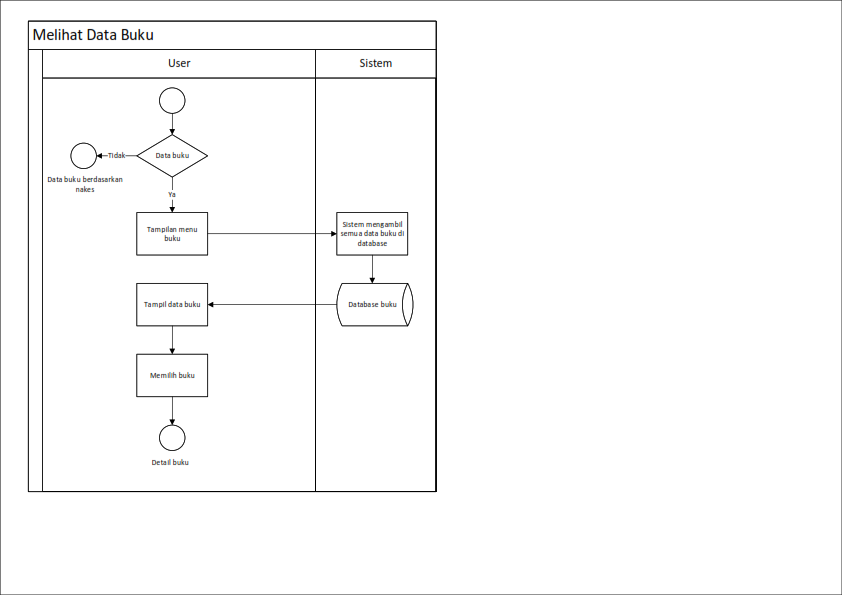 Melihat Data Buku
User
Sistem
Data buku
Tidak
Data buku berdasarkan
nakes
Ya
Tampilan menu
buku
Sistem mengambil
semua data buku di
database
Tampil data buku
Database buku
Memilih buku
Detail buku